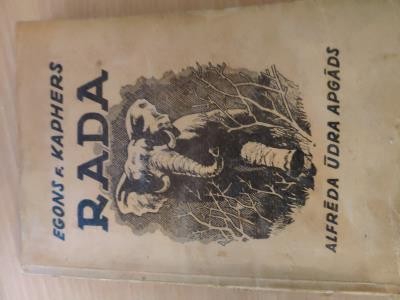 EGONS F. KAPHERS
RADA
ALFRĒDA ŪDRA APGĀDS